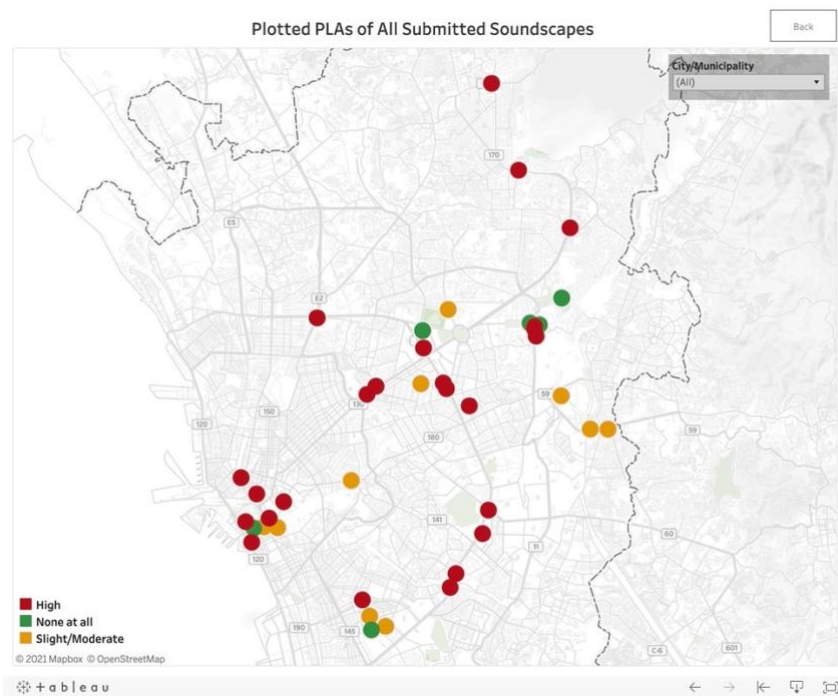 Plotted PLAs of All Submitted Soundscapes
Back
City/Municipality
(All)
170
E5
E2
130
59
150
120
180
59
141
11
60
120
190
145
C-6
601
High
None at all
Slight/Moderate
© 2021 Mapbox © OpenStreetMap
+ableau